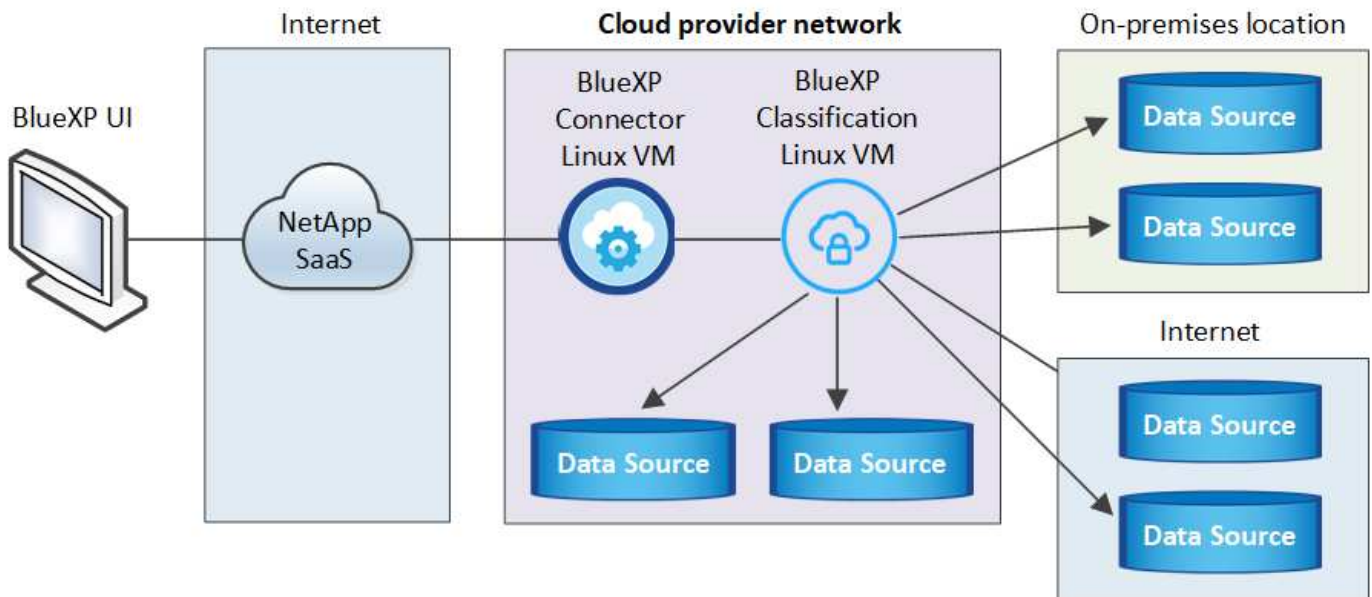 Internet
Cloud provider network
On-premises location
BlueXP UI
NetApp
SaaS
BlueXP
Connector
Linux VM
BlueXP
Classification
Linux VM
Data Source
Data Source
Data Source
Data Source
Internet
Data Source
Data Source